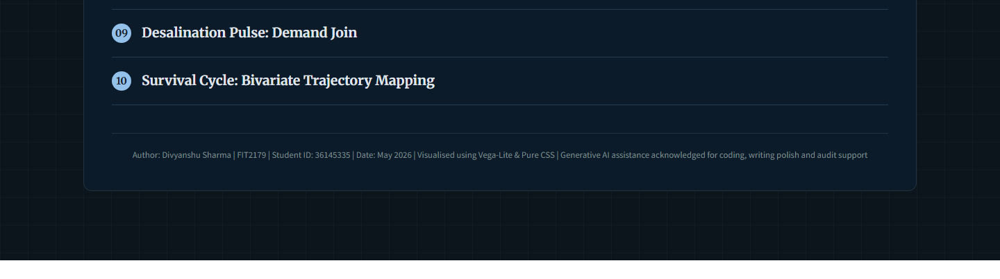 09 Desalination Pulse: Demand Join
10 Survival Cycle: Bivariate Trajectory Mapping
Author: Divyanshu Sharma | FIT2179 | Student ID: 36145335 | Date: May 2026 | Visualised using Vega-Lite & Pure CSS | Generative AI assistance acknowledged for coding, writing polish and audit support